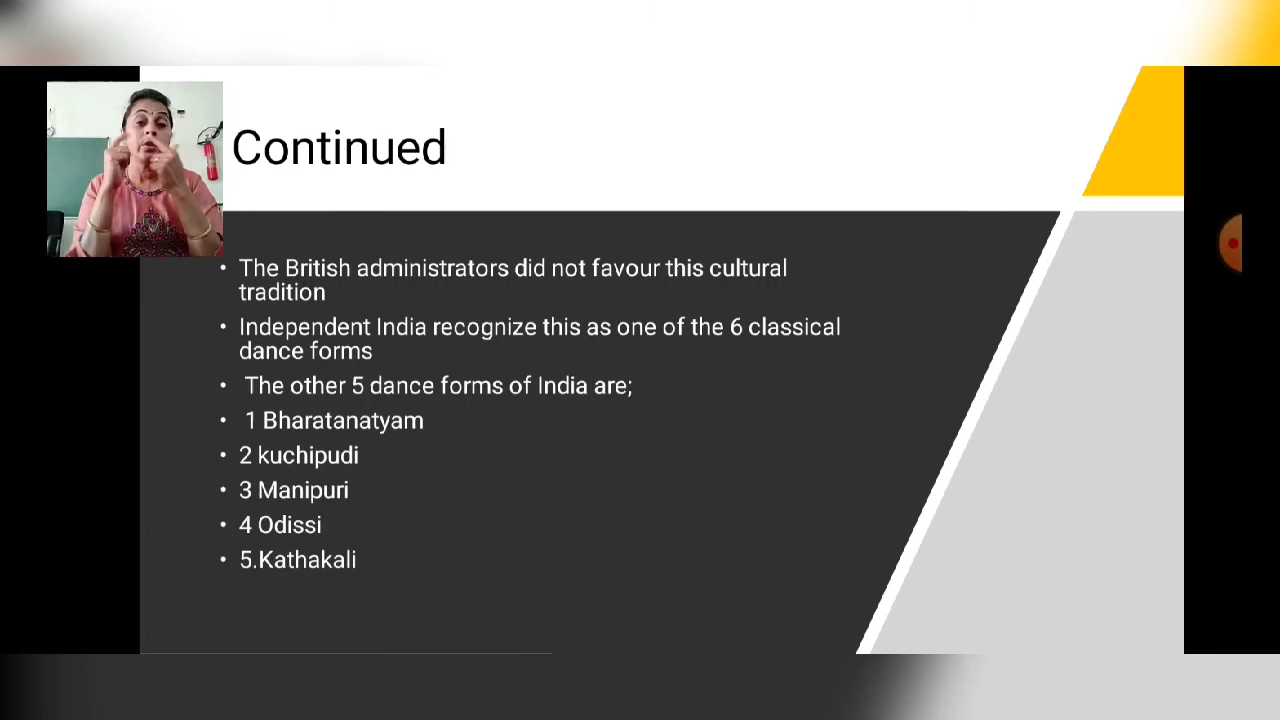 Continued
• The British administrators did not favour this cultural
tradition
• Independent India recognize this as one of the 6 classical
dance forms
• The other 5 dance forms of India are;
• 1 Bharatanatyam
• 2 kuchipudi
• 3 Manipuri
• 4 Odissi
• 5.Kathakali